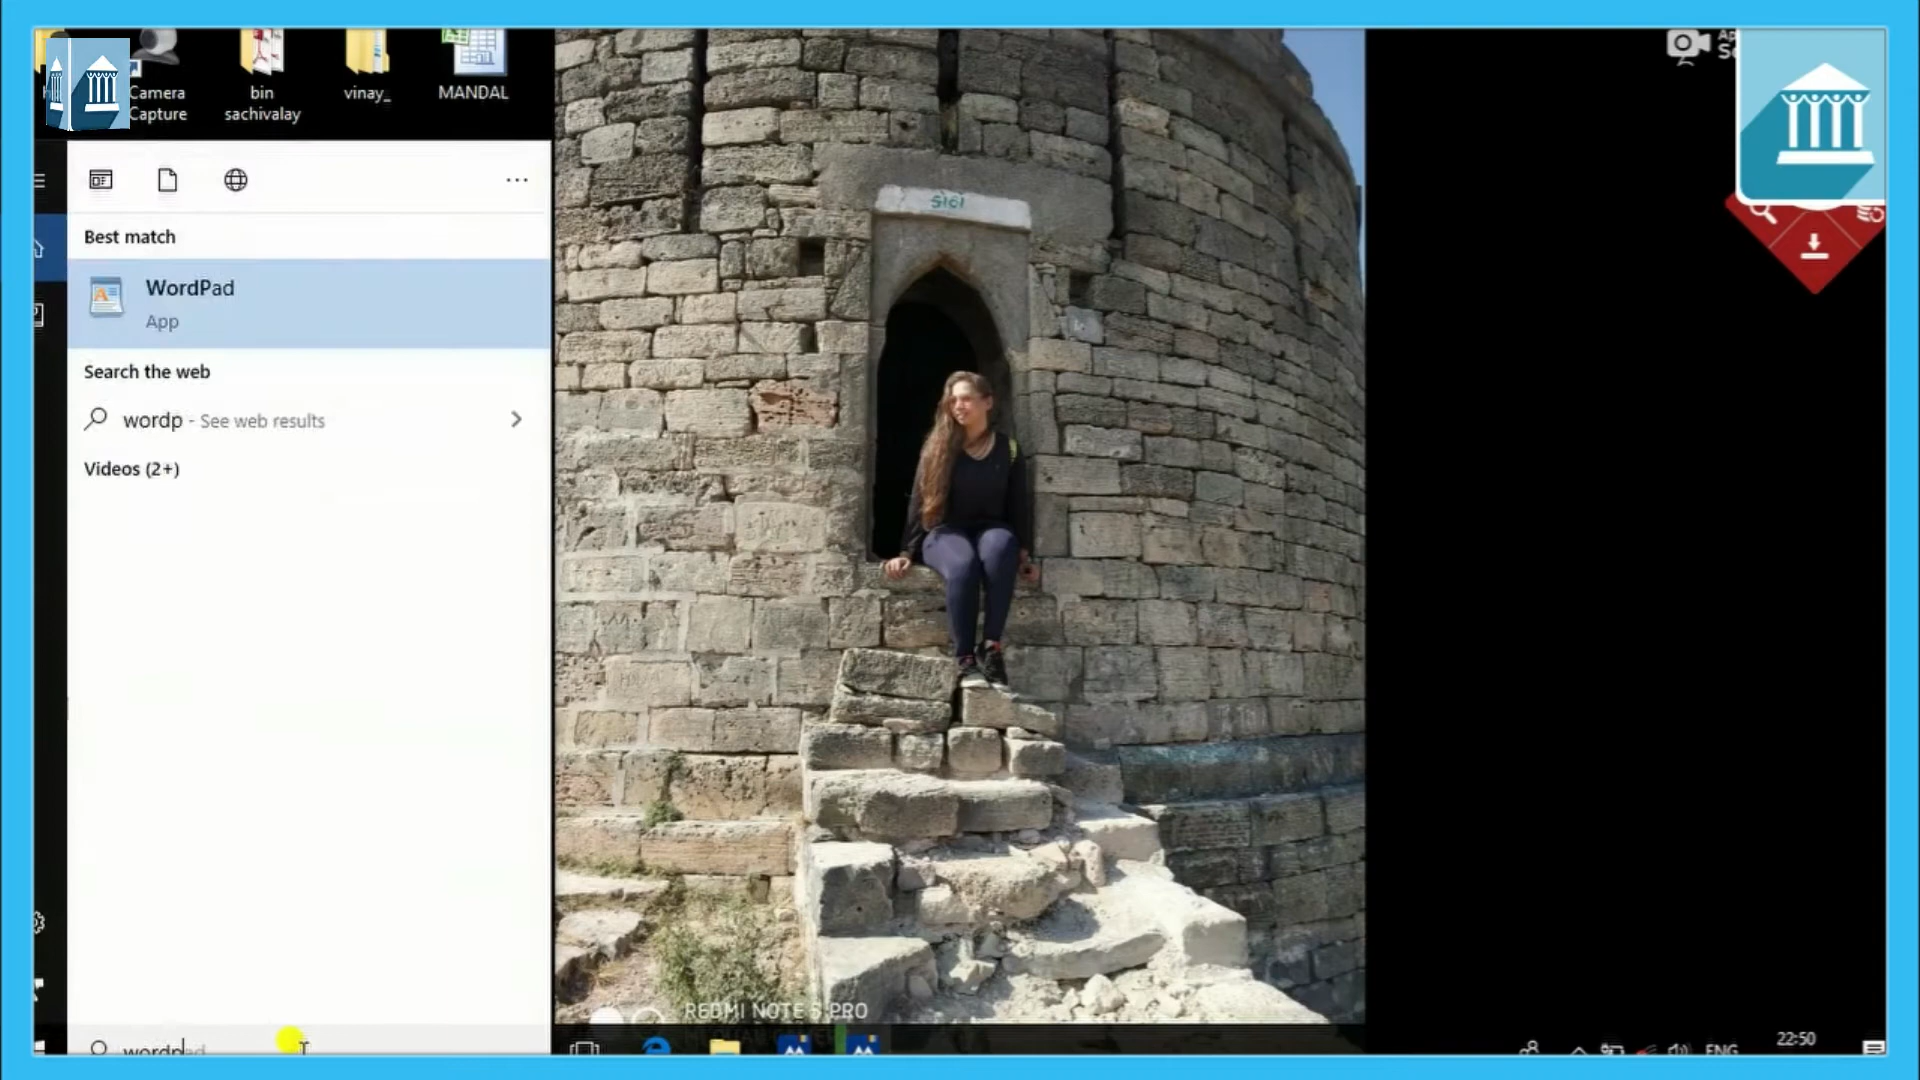 Camera
Capture
bin
sachivalay
vinay_
MANDAL
Best match
WordPad
App
Search the web
wordp - See web results
Videos (2+)
wordpad
REDMI NOTE 5 PRO
ENG
22:50